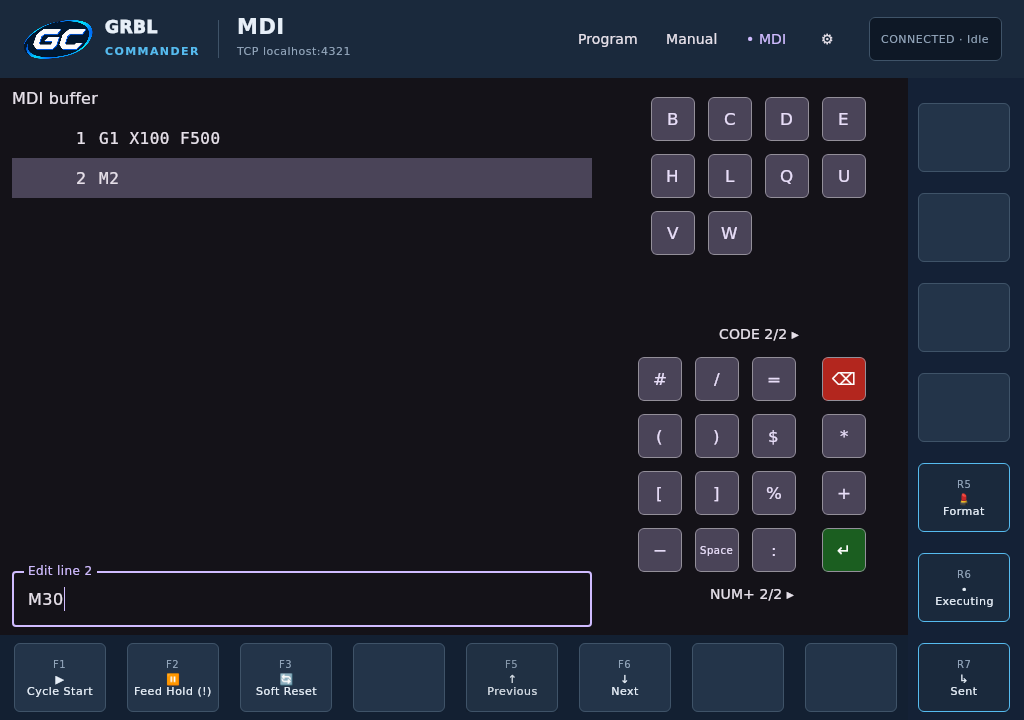 GC
GRBL
COMMANDER
MDI
TCP localhost:4321
Program
Manual
• MDI
⚙
CONNECTED · Idle
MDI buffer
1 G1 X100 F500
2 M2
Edit line 2
M30
B C D E
H L Q U
V W
CODE 2/2 ▸
# / = ⌫
( ) $ *
[ ] % +
− Space : ↵
NUM+ 2/2 ▸
R5
Format
R6
•
Executing
R7
↳
Sent
F1
▶
Cycle Start
F2
⏸
Feed Hold (!)
F3
🔄
Soft Reset
F5
↑
Previous
F6
↓
Next